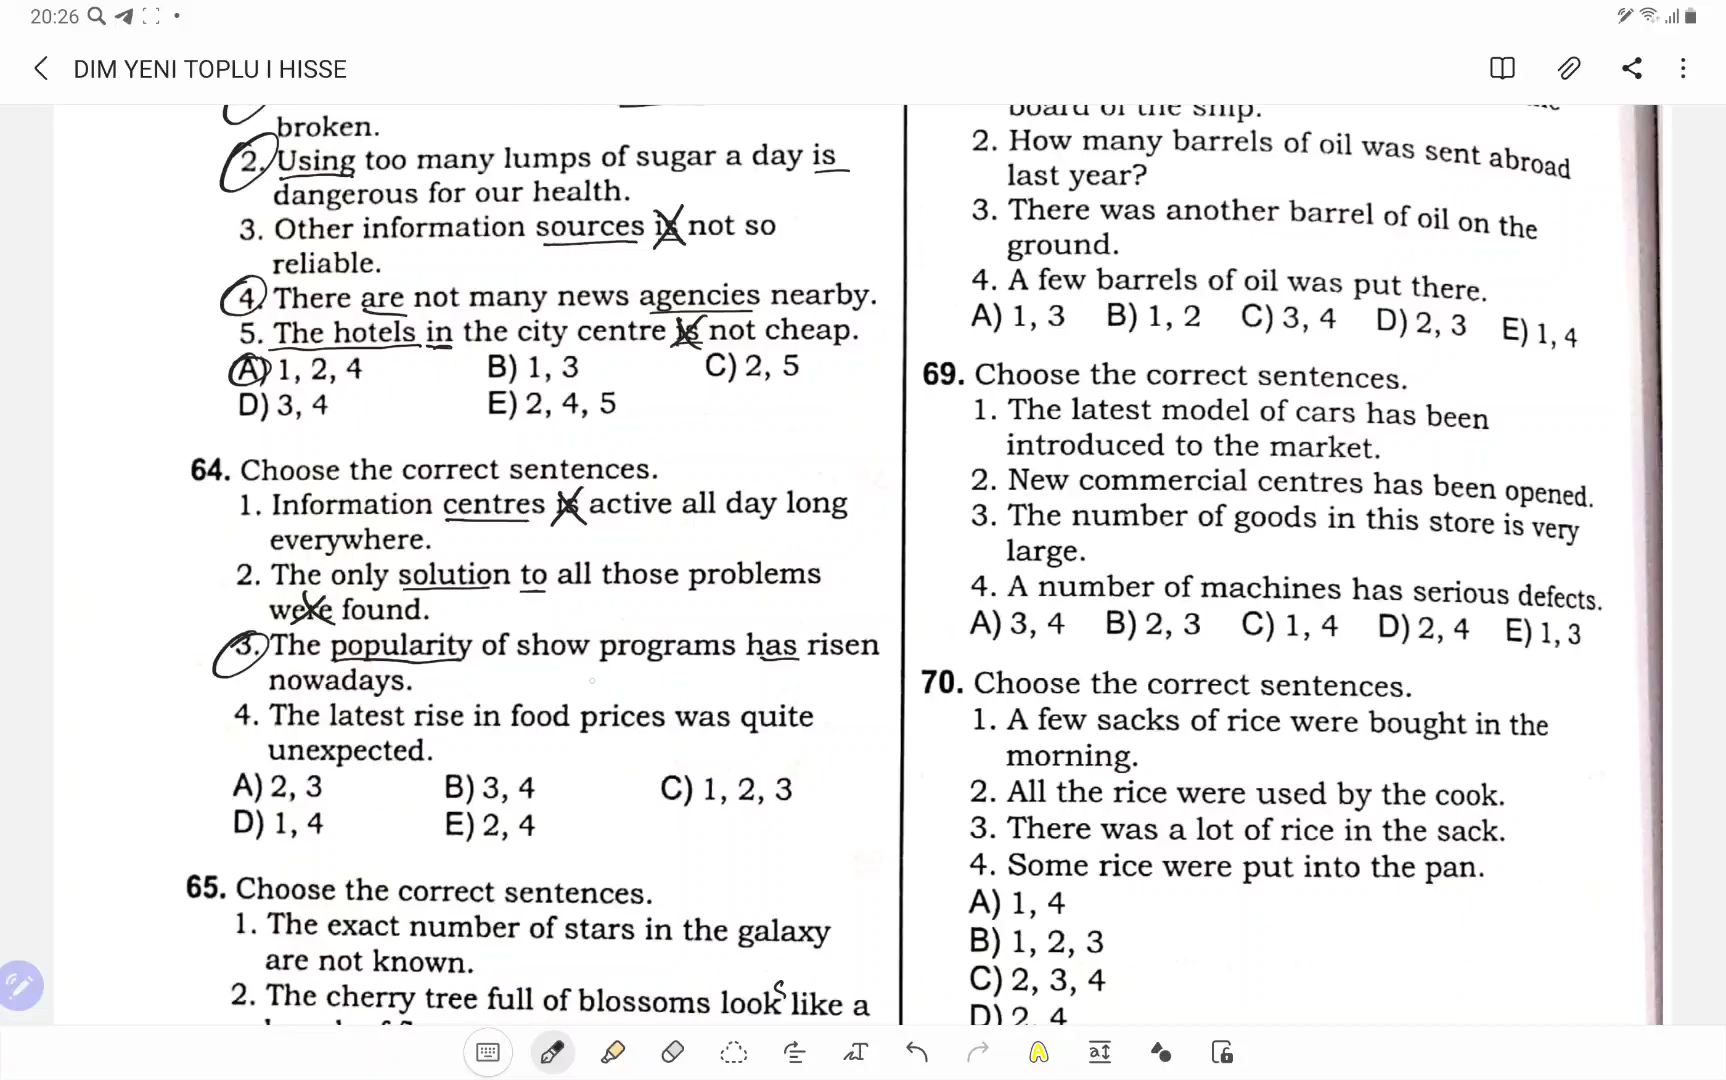 20:26
DIM YENI TOPLU I HISSE
broken.
2. Using too many lumps of sugar a day is
dangerous for our health.
3. Other information sources is not so
reliable.
4. There are not many news agencies nearby.
5. The hotels in the city centre is not cheap.
A) 1, 2, 4 B) 1, 3 C) 2, 5
D) 3, 4 E) 2, 4, 5
64. Choose the correct sentences.
1. Information centres is active all day long
everywhere.
2. The only solution to all those problems
were found.
3. The popularity of show programs has risen
nowadays.
4. The latest rise in food prices was quite
unexpected.
A) 2, 3 B) 3, 4 C) 1, 2, 3
D) 1, 4 E) 2, 4
65. Choose the correct sentences.
1. The exact number of stars in the galaxy
are not known.
2. The cherry tree full of blossoms looks like a
board of the ship.
2. How many barrels of oil was sent abroad
last year?
3. There was another barrel of oil on the
ground.
4. A few barrels of oil was put there.
A) 1, 3 B) 1, 2 C) 3, 4 D) 2, 3 E) 1, 4
69. Choose the correct sentences.
1. The latest model of cars has been
introduced to the market.
2. New commercial centres has been opened.
3. The number of goods in this store is very
large.
4. A number of machines has serious defects.
A) 3, 4 B) 2, 3 C) 1, 4 D) 2, 4 E) 1, 3
70. Choose the correct sentences.
1. A few sacks of rice were bought in the
morning.
2. All the rice were used by the cook.
3. There was a lot of rice in the sack.
4. Some rice were put into the pan.
A) 1, 4
B) 1, 2, 3
C) 2, 3, 4
D) 2, 4